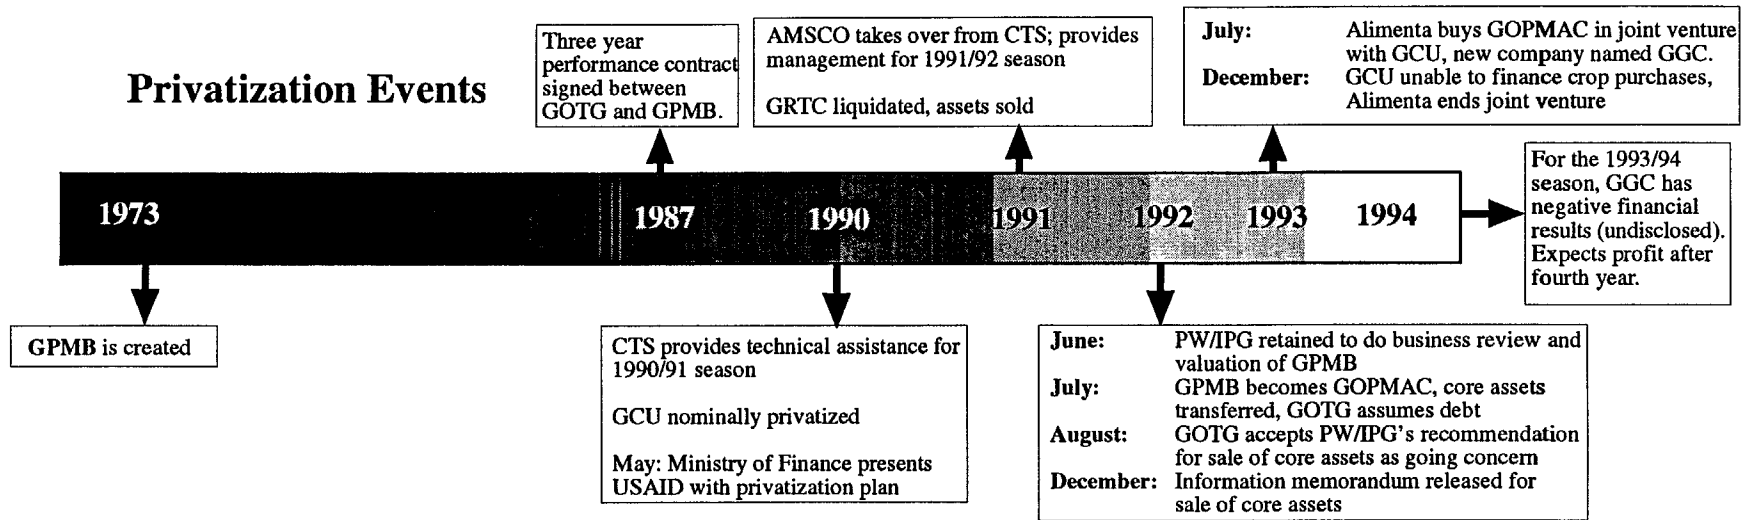 Privatization Events
Three year
performance contract
signed between
GOTG and GPMB.
AMSCO takes over from CTS; provides
management for 1991/92 season
GRTC liquidated, assets sold
July: Alimenta buys GOPMAC in joint venture
with GCU, new company named GGC.
December: GCU unable to finance crop purchases,
Alimenta ends joint venture
1973 1987 1990 1991 1992 1993 1994
For the 1993/94
season, GGC has
negative financial
results (undisclosed).
Expects profit after
fourth year.
GPMB is created
CTS provides technical assistance for
1990/91 season
GCU nominally privatized
May: Ministry of Finance presents
USAID with privatization plan
June: PW/IPG retained to do business review and
valuation of GPMB
July: GPMB becomes GOPMAC, core assets
transferred, GOTG assumes debt
August: GOTG accepts PW/IPG's recommendation
for sale of core assets as going concern
December: Information memorandum released for
sale of core assets